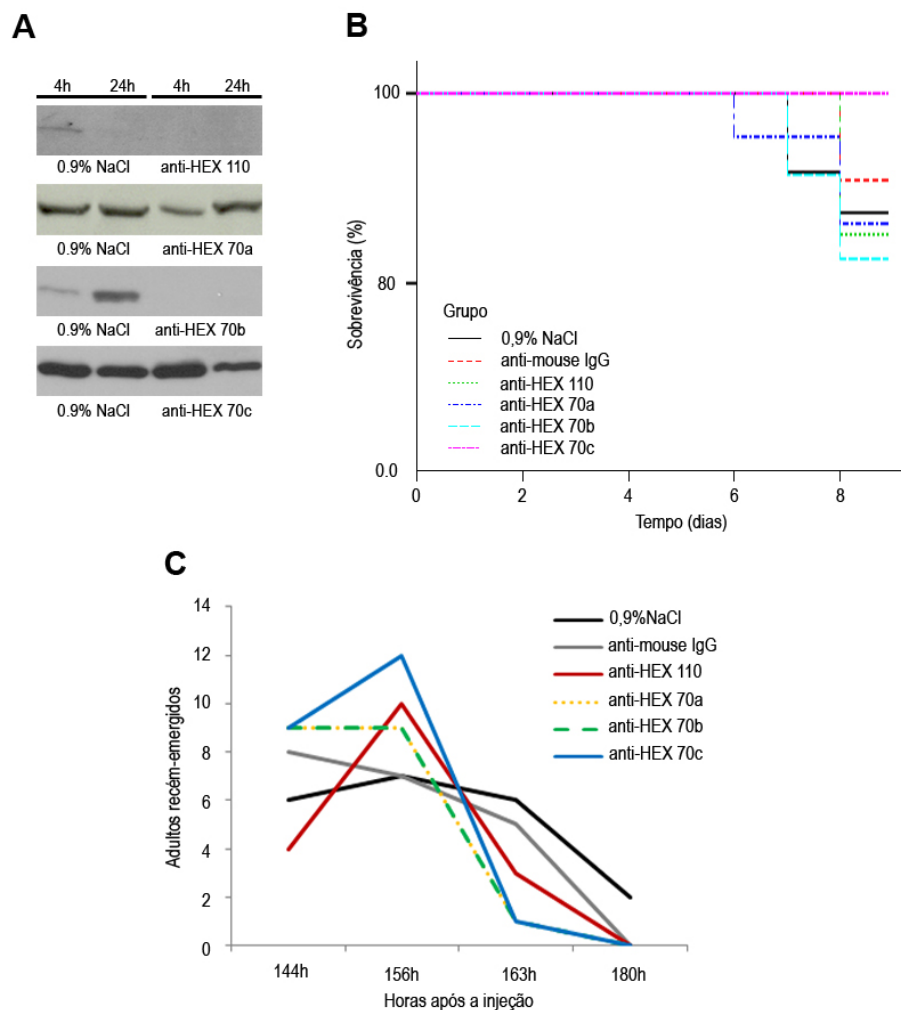 A
4h 24h 4h 24h
0.9% NaCl anti-HEX 110
0.9% NaCl anti-HEX 70a
0.9% NaCl anti-HEX 70b
0.9% NaCl anti-HEX 70c
B
100
80
0.0
Sobrevivência (%)
Grupo
0,9% NaCl
anti-mouse IgG
anti-HEX 110
anti-HEX 70a
anti-HEX 70b
anti-HEX 70c
0 2 4 6 8
Tempo (dias)
C
14
12
10
8
6
4
2
0
Adultos recém-emergidos
0,9%NaCl
anti-mouse IgG
anti-HEX 110
anti-HEX 70a
anti-HEX 70b
anti-HEX 70c
144h 156h 163h 180h
Horas após a injeção